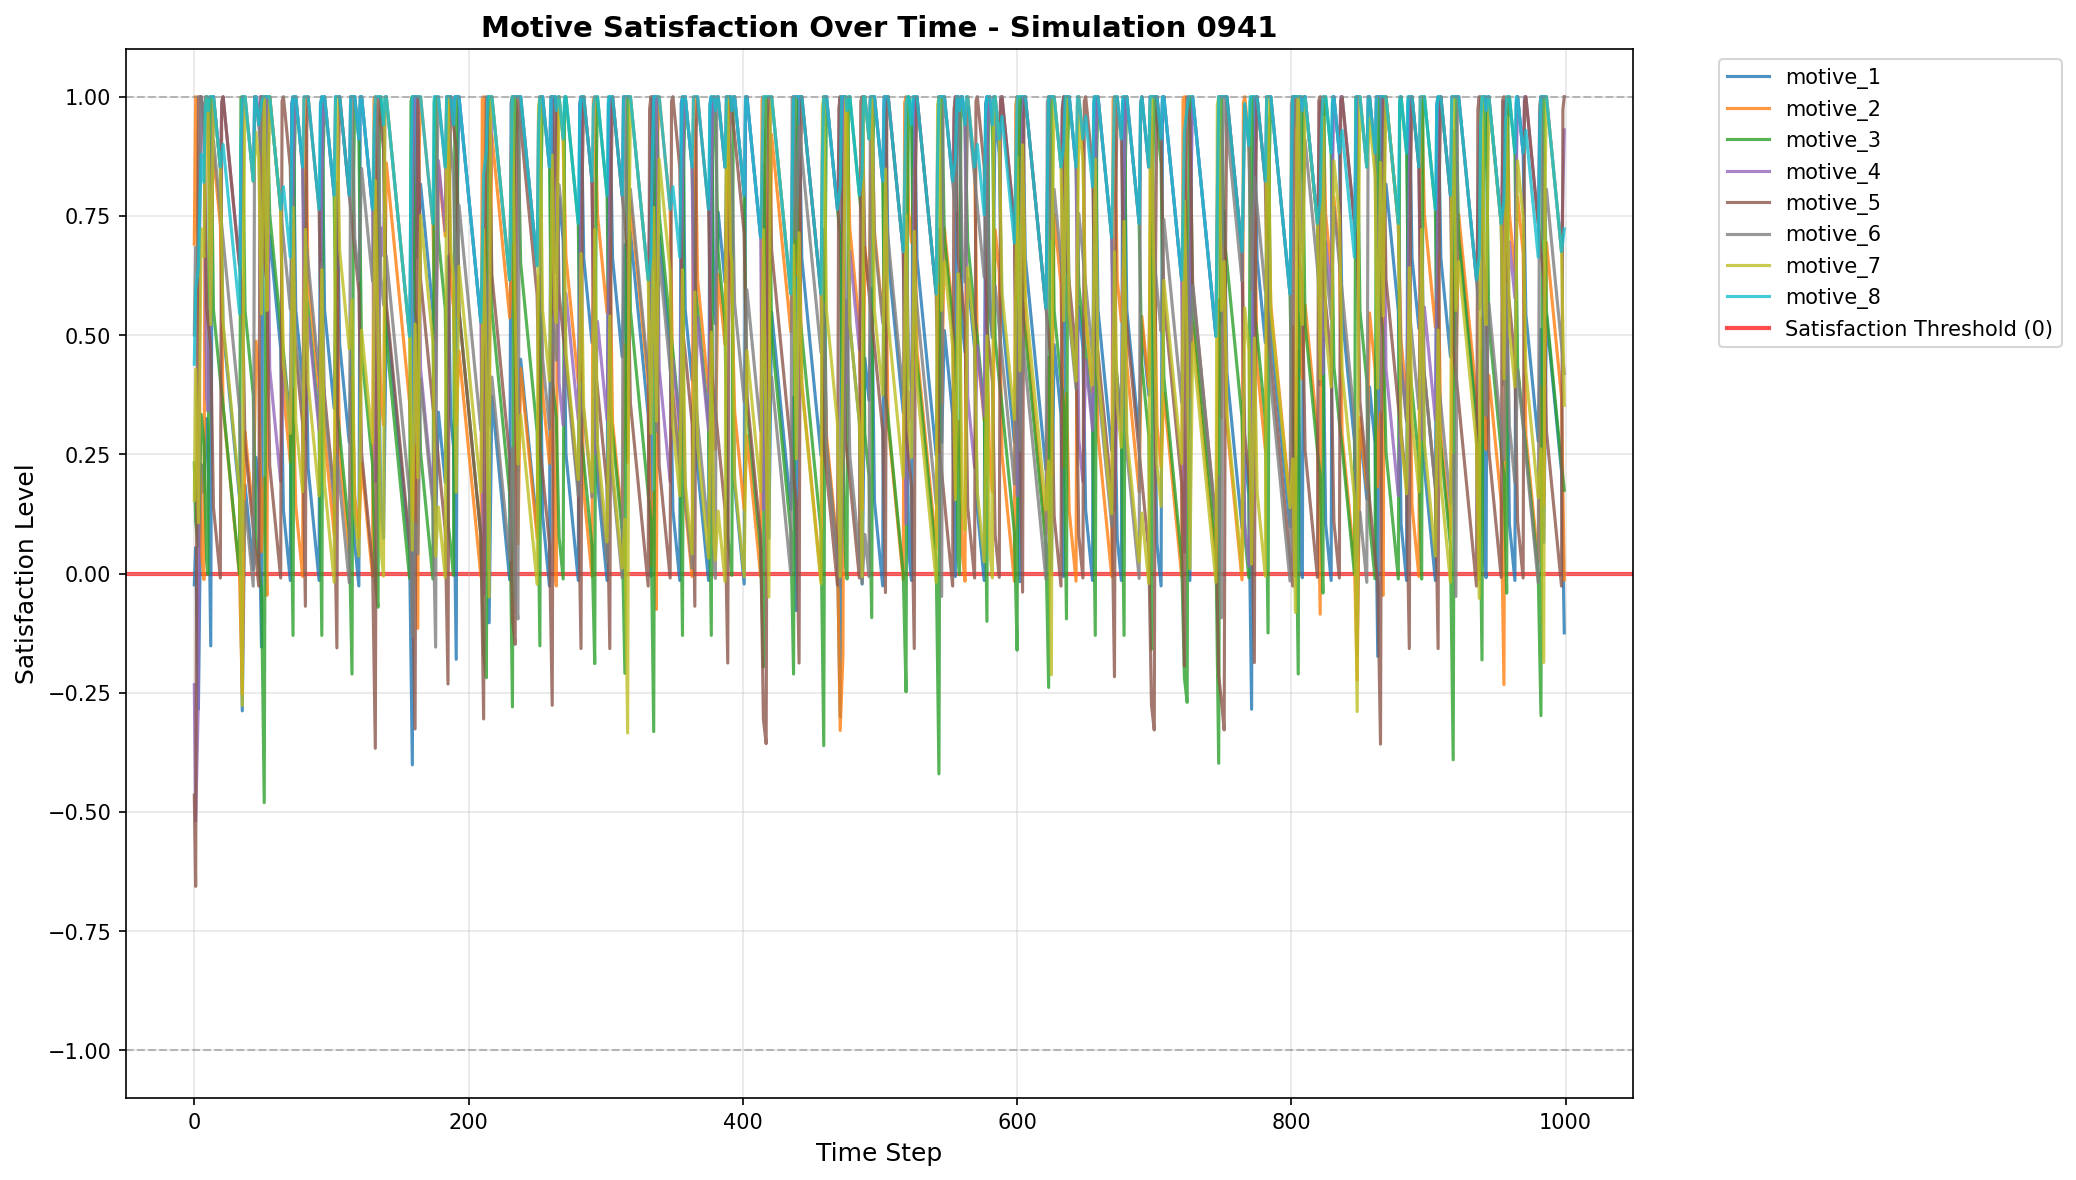 Motive Satisfaction Over Time - Simulation 0941
Satisfaction Level
1.00
0.75
0.50
0.25
0.00
−0.25
−0.50
−0.75
−1.00
0
200
400
600
800
1000
Time Step
motive_1
motive_2
motive_3
motive_4
motive_5
motive_6
motive_7
motive_8
Satisfaction Threshold (0)